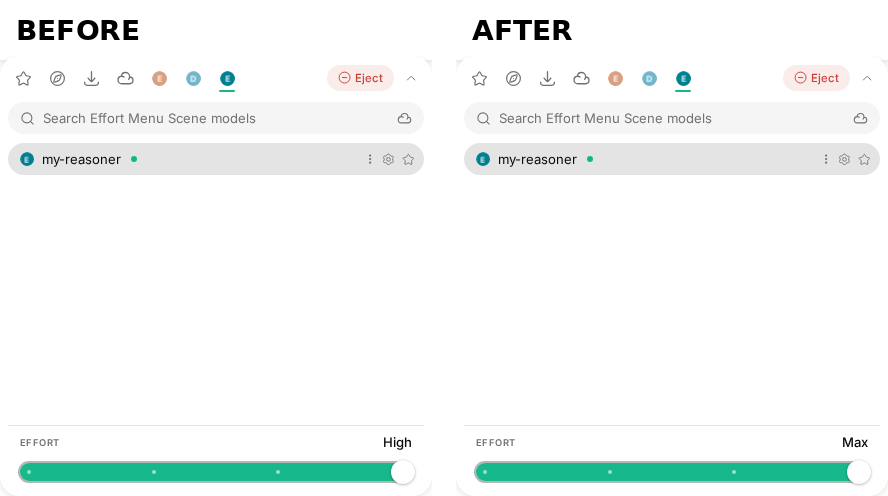 BEFORE
E D E Eject
Search Effort Menu Scene models
E my-reasoner
EFFORT High
AFTER
E D E Eject
Search Effort Menu Scene models
E my-reasoner
EFFORT Max